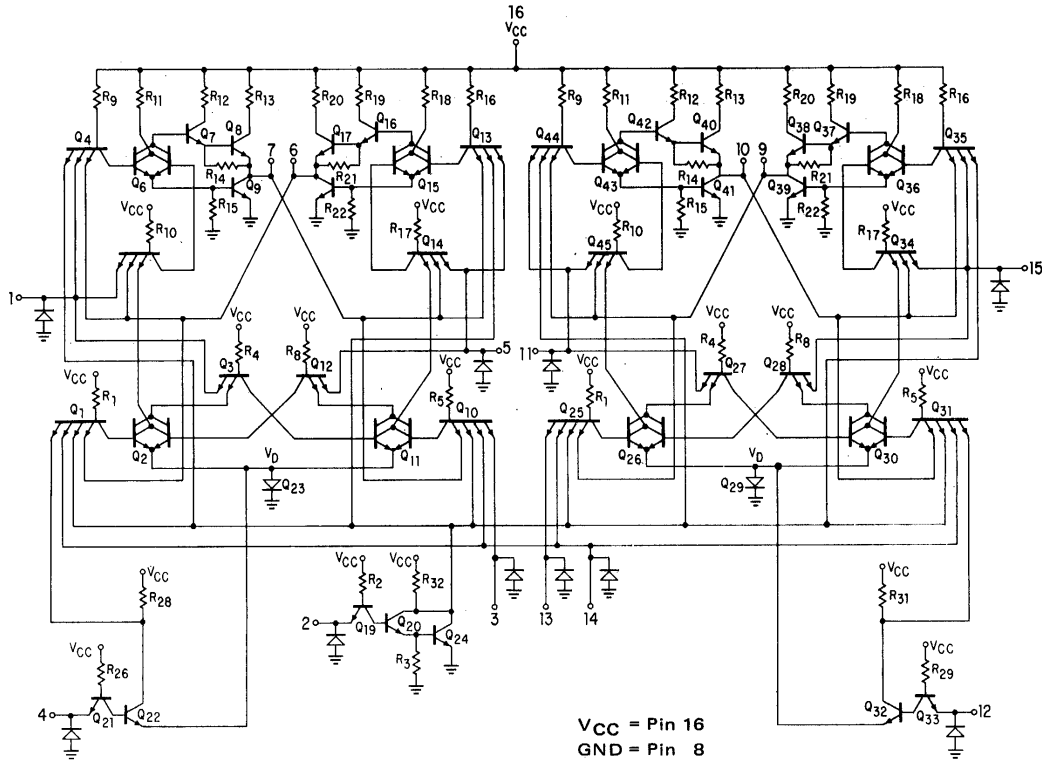 16
VCC
R9 R11 R12 R13 R20 R19 R18 R16 R9 R11 R12 R13 R20 R19 R18 R16
Q4 Q7 Q8 Q17 Q16 Q13 Q44 Q42 Q40 Q38 Q37 Q35
7 6 10 9
Q6 R14 Q9 R21 Q15 Q43 R14 Q41 Q39 R21 Q36
R15 R22 R15 R22
VCC VCC VCC VCC
R10 R17 Q14 R10 Q45 R17 Q34
1 15
VCC VCC 5 11 VCC VCC
R4 R8 R4 R8
VCC Q3 Q12 VCC VCC Q27 Q28 VCC
R1 R5 R1 R5
Q1 Q10 Q25 Q31
Q2 VD Q11 Q26 VD Q30
Q23 Q29
VCC VCC VCC
R28 R2 R32 R31
2 Q19 Q20 Q24 3 13 14
VCC R3 VCC
R26 R29
4 Q21 Q22 Q32 Q33 12
VCC = Pin 16
GND = Pin 8